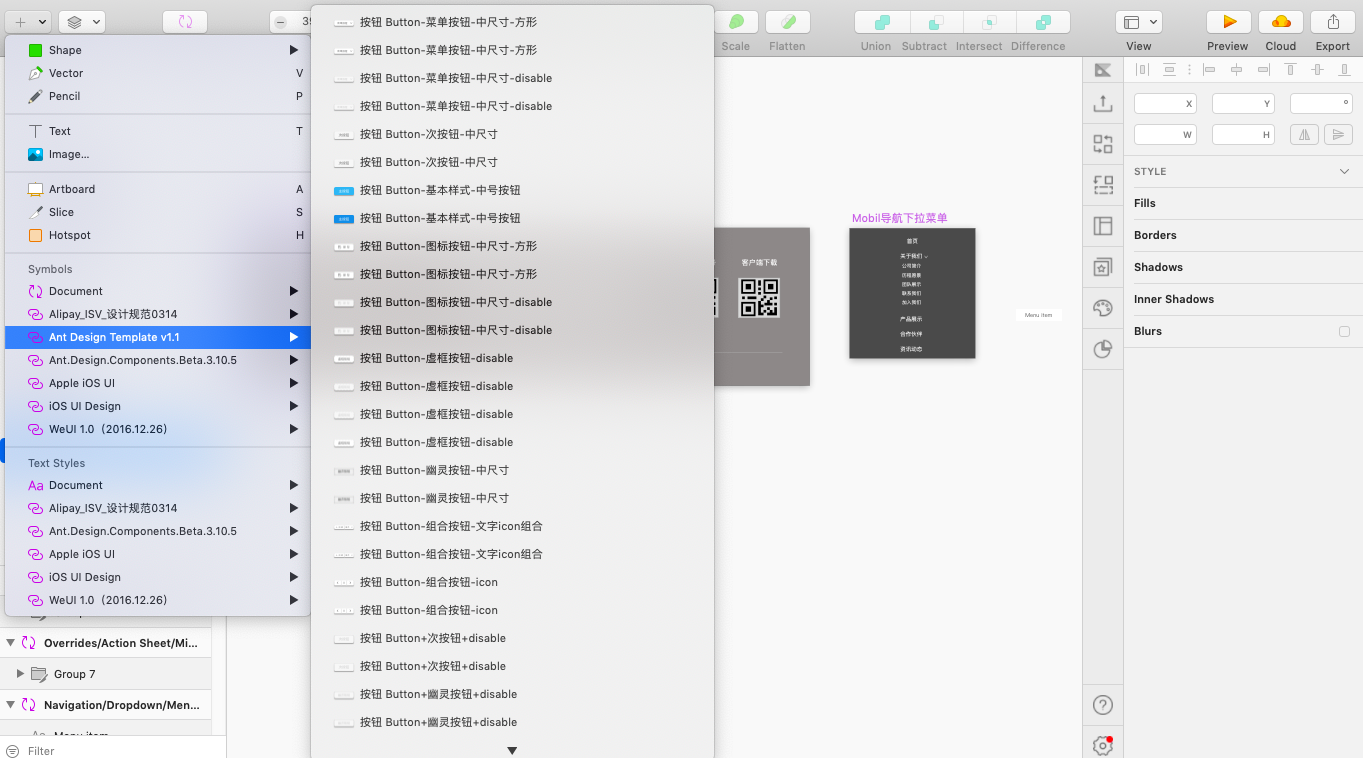 39
Scale
Flatten
Union
Subtract
Intersect
Difference
View
Preview
Cloud
Export
Shape
Vector V
Pencil P
Text T
Image...
Artboard A
Slice S
Hotspot H
Symbols
Document
Alipay_ISV_设计规范0314
Ant Design Template v1.1
Ant.Design.Components.Beta.3.10.5
Apple iOS UI
iOS UI Design
WeUI 1.0（2016.12.26）
Text Styles
Aa Document
Alipay_ISV_设计规范0314
Ant.Design.Components.Beta.3.10.5
Apple iOS UI
iOS UI Design
WeUI 1.0（2016.12.26）
Overrides/Action Sheet/Mi...
Group 7
Navigation/Dropdown/Men...
Aa Menu item
Filter
按钮 Button-菜单按钮-中尺寸-方形
按钮 Button-菜单按钮-中尺寸-方形
按钮 Button-菜单按钮-中尺寸-disable
按钮 Button-菜单按钮-中尺寸-disable
按钮 Button-次按钮-中尺寸
按钮 Button-次按钮-中尺寸
按钮 Button-基本样式-中号按钮
按钮 Button-基本样式-中号按钮
按钮 Button-图标按钮-中尺寸-方形
按钮 Button-图标按钮-中尺寸-方形
按钮 Button-图标按钮-中尺寸-disable
按钮 Button-图标按钮-中尺寸-disable
按钮 Button-虚框按钮-disable
按钮 Button-虚框按钮-disable
按钮 Button-虚框按钮-disable
按钮 Button-虚框按钮-disable
按钮 Button-幽灵按钮-中尺寸
按钮 Button-幽灵按钮-中尺寸
按钮 Button-组合按钮-文字icon组合
按钮 Button-组合按钮-文字icon组合
按钮 Button-组合按钮-icon
按钮 Button-组合按钮-icon
按钮 Button+次按钮+disable
按钮 Button+次按钮+disable
按钮 Button+幽灵按钮+disable
按钮 Button+幽灵按钮+disable
客户端下载
Mobil导航下拉菜单
首页
关于我们
公司简介
历程愿景
团队展示
联系我们
加入我们
产品展示
合作伙伴
资讯动态
Menu item
X
Y
°
W
H
STYLE
Fills
Borders
Shadows
Inner Shadows
Blurs